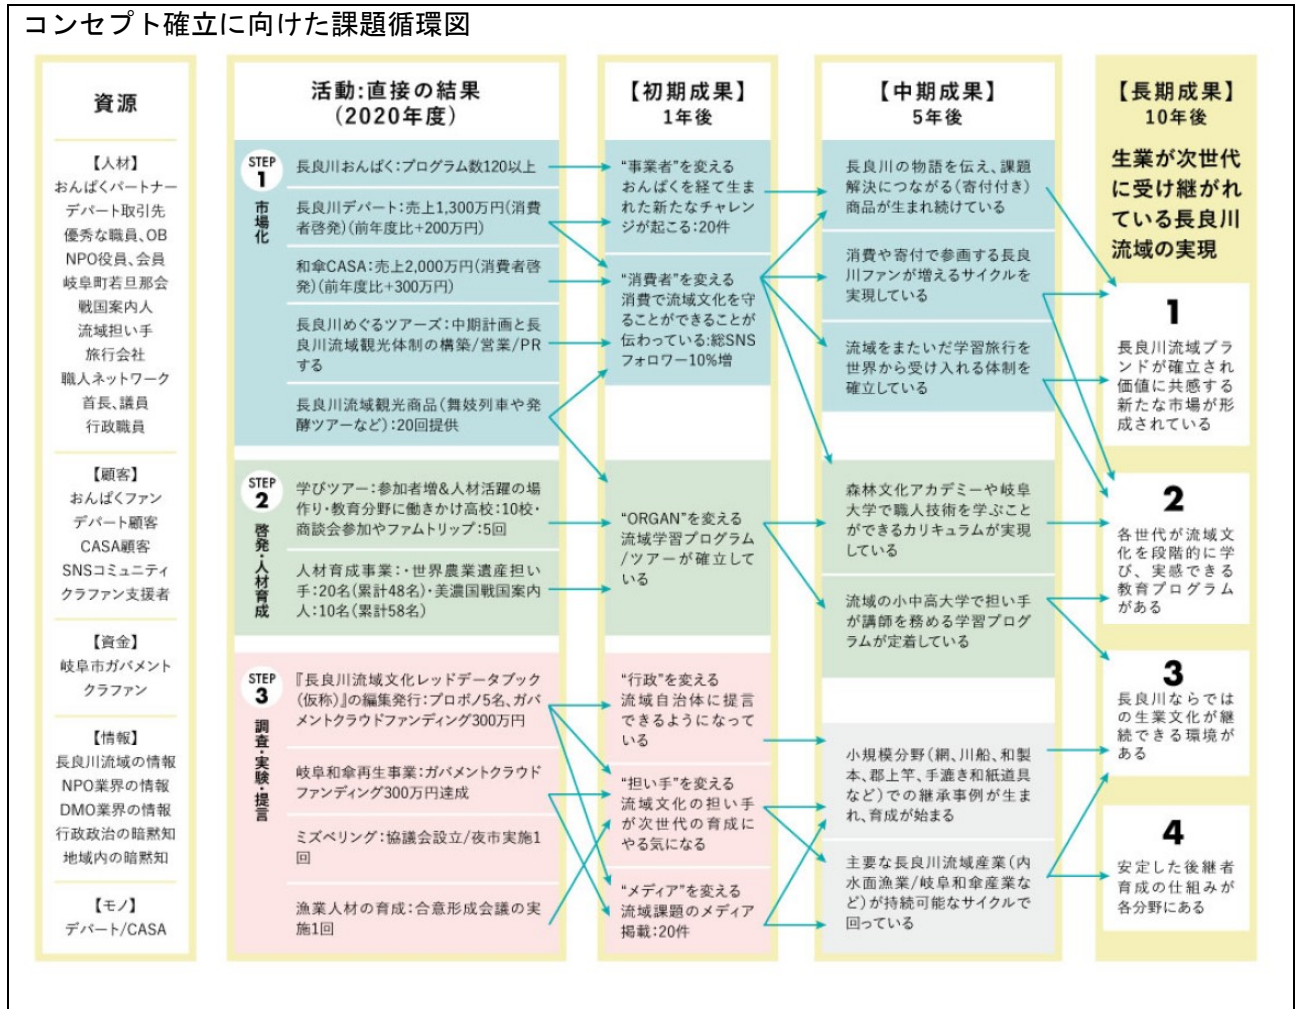 コンセプト確立に向けた課題循環図
資源
【人材】
おんぱくパートナー
デパート取引先
優秀な職員、OB
NPO役員、会員
岐阜町若旦那会
戦国案内人
流域担い手
旅行会社
職人ネットワーク
首長、議員
行政職員
【顧客】
おんぱくファン
デパート顧客
CASA顧客
SNSコミュニティ
クラファン支援者
【資金】
岐阜市ガバメント
クラファン
【情報】
長良川流域の情報
NPO業界の情報
DMO業界の情報
行政政治の暗黙知
地域内の暗黙知
【モノ】
デパート/CASA
活動:直接の結果
(2020年度)
STEP
1
市場化
長良川おんぱく:プログラム数120以上
長良川デパート:売上1,300万円(消費
者啓発)(前年度比+200万円)
和傘CASA:売上2,000万円(消費者啓
発)(前年度比+300万円)
長良川めぐるツアーズ:中期計画と長
良川流域観光体制の構築/営業/PR
する
長良川流域観光商品(舞妓列車や発
酵ツアーなど):20回提供
STEP
2
啓発・人材育成
学びツアー:参加者増&人材活躍の場
作り・教育分野に働きかけ高校:10校・
商談会参加やファムトリップ:5回
人材育成事業:・世界農業遺産担い
手:20名(累計48名)・美濃国戦国案内
人:10名(累計58名)
STEP
3
調査・実験・提言
『長良川流域文化レッドデータブック
(仮称)』の編集発行:プロボノ5名、ガバ
メントクラウドファンディング300万円
岐阜和傘再生事業:ガバメントクラウド
ファンディング300万円達成
ミズベリング:協議会設立/夜市実施1
回
漁業人材の育成:合意形成会議の実
施1回
【初期成果】
1年後
“事業者”を変える
おんぱくを経て生ま
れた新たなチャレン
ジが起こる:20件
“消費者”を変える
消費で流域文化を守
ることができることが
伝わっている:総SNS
フォロワー10%増
“ORGAN”を変える
流域学習プログラム
/ツアーが確立して
いる
“行政”を変える
流域自治体に提言
できるようになって
いる
“担い手”を変える
流域文化の担い手
が次世代の育成に
やる気になる
“メディア”を変える
流域課題のメディア
掲載:20件
【中期成果】
5年後
長良川の物語を伝え、課題
解決につながる(寄付付き)
商品が生まれ続けている
消費や寄付で参画する長良
川ファンが増えるサイクルを
実現している
流域をまたいだ学習旅行を
世界から受け入れる体制を
確立している
森林文化アカデミーや岐阜
大学で職人技術を学ぶこと
ができるカリキュラムが実現
している
流域の小中高大学で担い手
が講師を務める学習プログ
ラムが定着している
小規模分野(網、川船、和製
本、郡上竿、手漉き和紙道具
など)での継承事例が生ま
れ、育成が始まる
主要な長良川流域産業(内
水面漁業/岐阜和傘産業な
ど)が持続可能なサイクルで
回っている
【長期成果】
10年後
生業が次世代
に受け継がれ
ている長良川
流域の実現
1
長良川流域ブラ
ンドが確立され
価値に共感する
新たな市場が形
成されている
2
各世代が流域文
化を段階的に学
び、実感できる
教育プログラム
がある
3
長良川ならでは
の生業文化が継
続できる環境が
ある
4
安定した後継者
育成の仕組みが
各分野にある